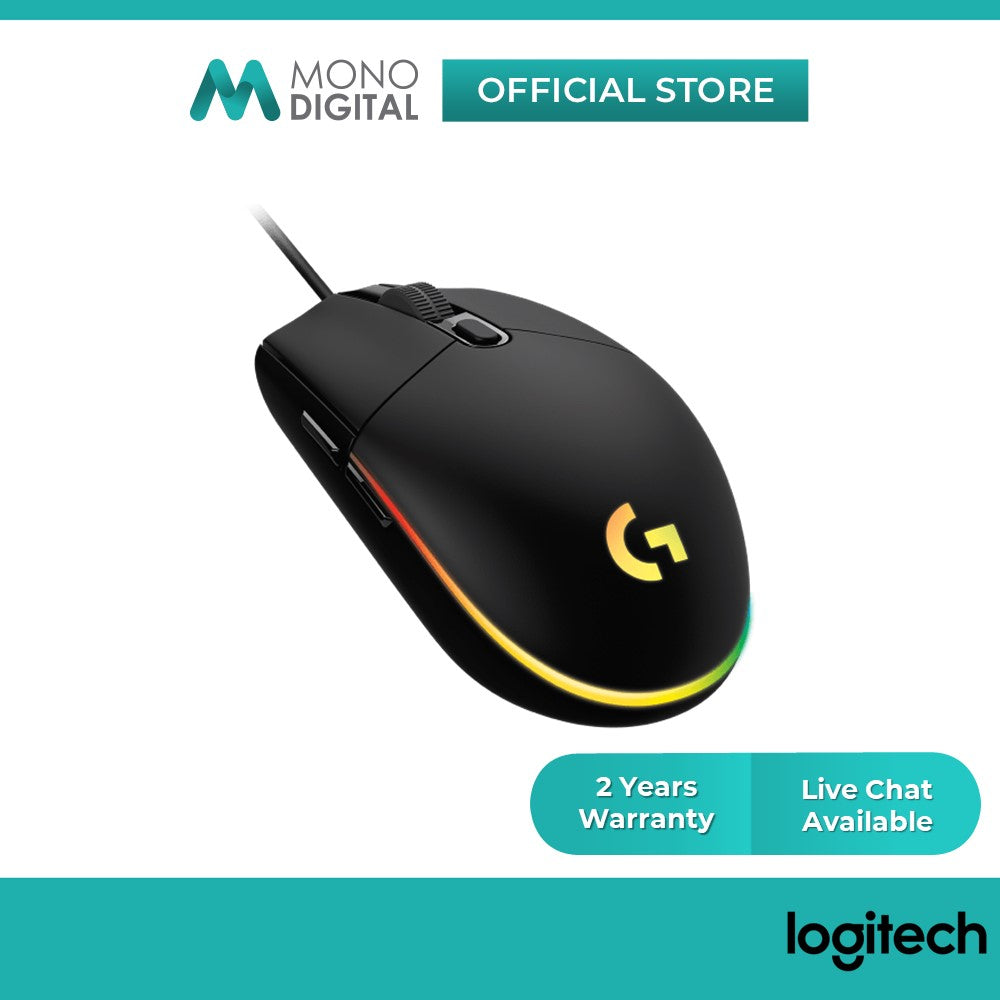 MONO
DIGITAL
OFFICIAL STORE
G
2 Years
Warranty
Live Chat
Available
logitech